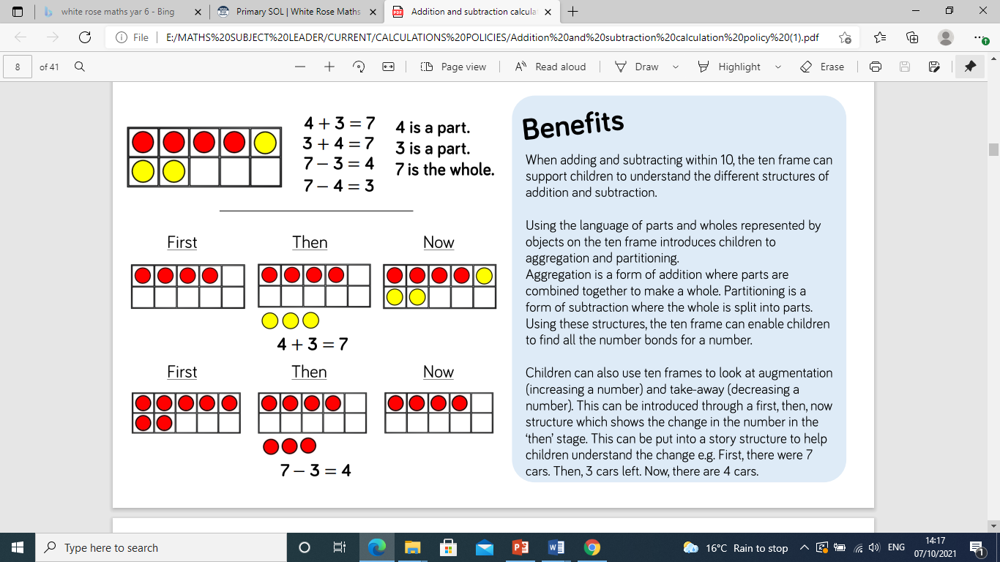 white rose maths yar 6 - Bing
Primary SOL | White Rose Maths
Addition and subtraction calcula
File
E:/MATHS%20SUBJECT%20LEADER/CURRENT/CALCULATIONS%20POLICIES/Addition%20and%20subtraction%20calculation%20policy%20(1).pdf
8 of 41
Page view
Read aloud
Draw
Highlight
Erase
4 + 3 = 7
3 + 4 = 7
7 − 3 = 4
7 − 4 = 3
4 is a part.
3 is a part.
7 is the whole.
First Then Now
4 + 3 = 7
First Then Now
7 − 3 = 4
Benefits
When adding and subtracting within 10, the ten frame can
support children to understand the different structures of
addition and subtraction.
Using the language of parts and wholes represented by
objects on the ten frame introduces children to
aggregation and partitioning.
Aggregation is a form of addition where parts are
combined together to make a whole. Partitioning is a
form of subtraction where the whole is split into parts.
Using these structures, the ten frame can enable children
to find all the number bonds for a number.
Children can also use ten frames to look at augmentation
(increasing a number) and take-away (decreasing a
number). This can be introduced through a first, then, now
structure which shows the change in the number in the
‘then’ stage. This can be put into a story structure to help
children understand the change e.g. First, there were 7
cars. Then, 3 cars left. Now, there are 4 cars.
Type here to search
16°C Rain to stop
ENG
14:17
07/10/2021
1